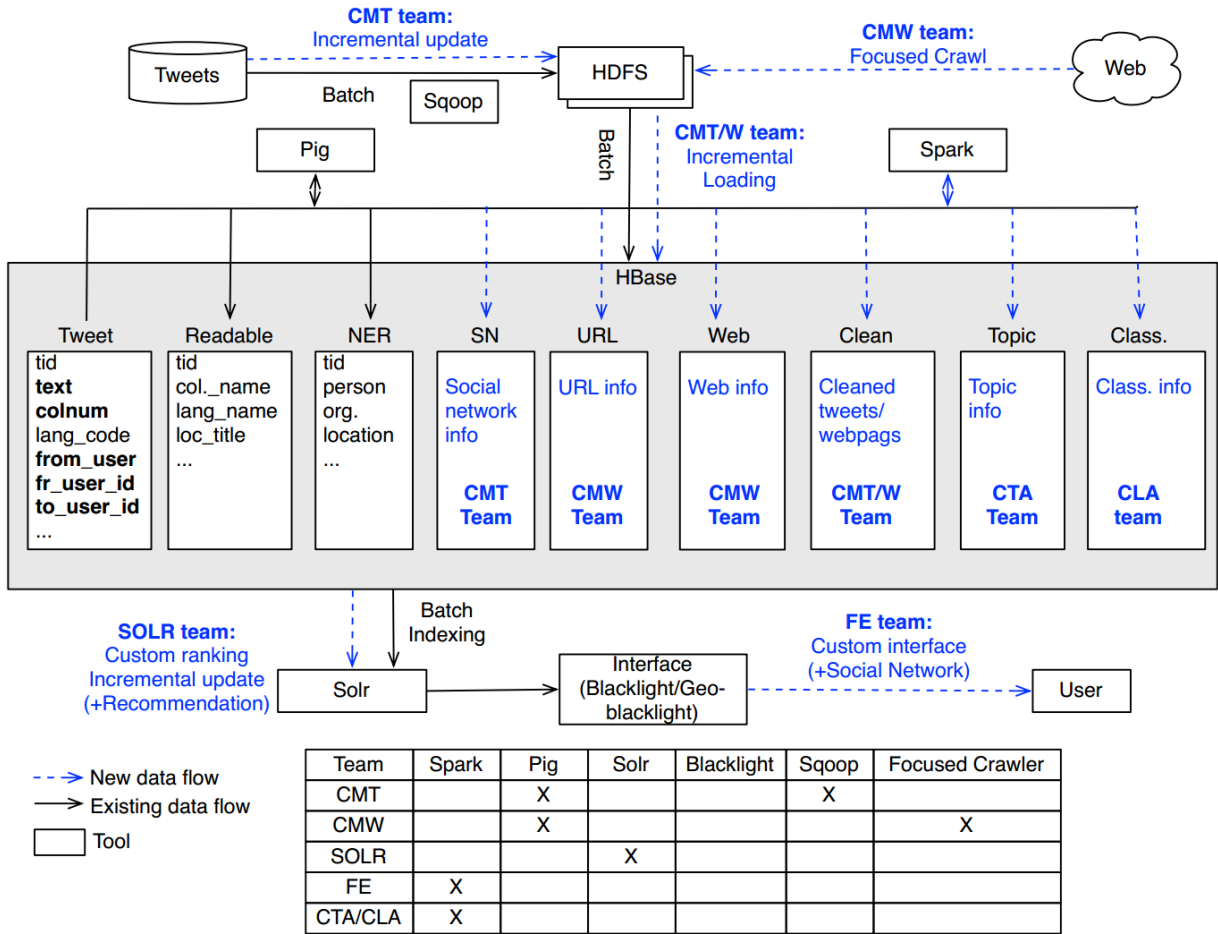 CMT team:
Incremental update
CMW team:
Focused Crawl
Tweets
HDFS
Web
Batch
Sqoop
Pig
Batch
CMT/W team:
Incremental
Loading
Spark
HBase
Tweet
tid
text
colnum
lang_code
from_user
fr_user_id
to_user_id
...
Readable
tid
col._name
lang_name
loc_title
...
NER
tid
person
org.
location
...
SN
Social
network
info
CMT
Team
URL
URL info
CMW
Team
Web
Web info
CMW
Team
Clean
Cleaned
tweets/
webpags
CMT/W
Team
Topic
Topic
info
CTA
Team
Class.
Class. info
CLA
team
SOLR team:
Custom ranking
Incremental update
(+Recommendation)
Batch
Indexing
Solr
Interface
(Blacklight/Geo-
blacklight)
FE team:
Custom interface
(+Social Network)
User
New data flow
Existing data flow
Tool
Team Spark Pig Solr Blacklight Sqoop Focused Crawler
CMT X X
CMW X X
SOLR X
FE X
CTA/CLA X